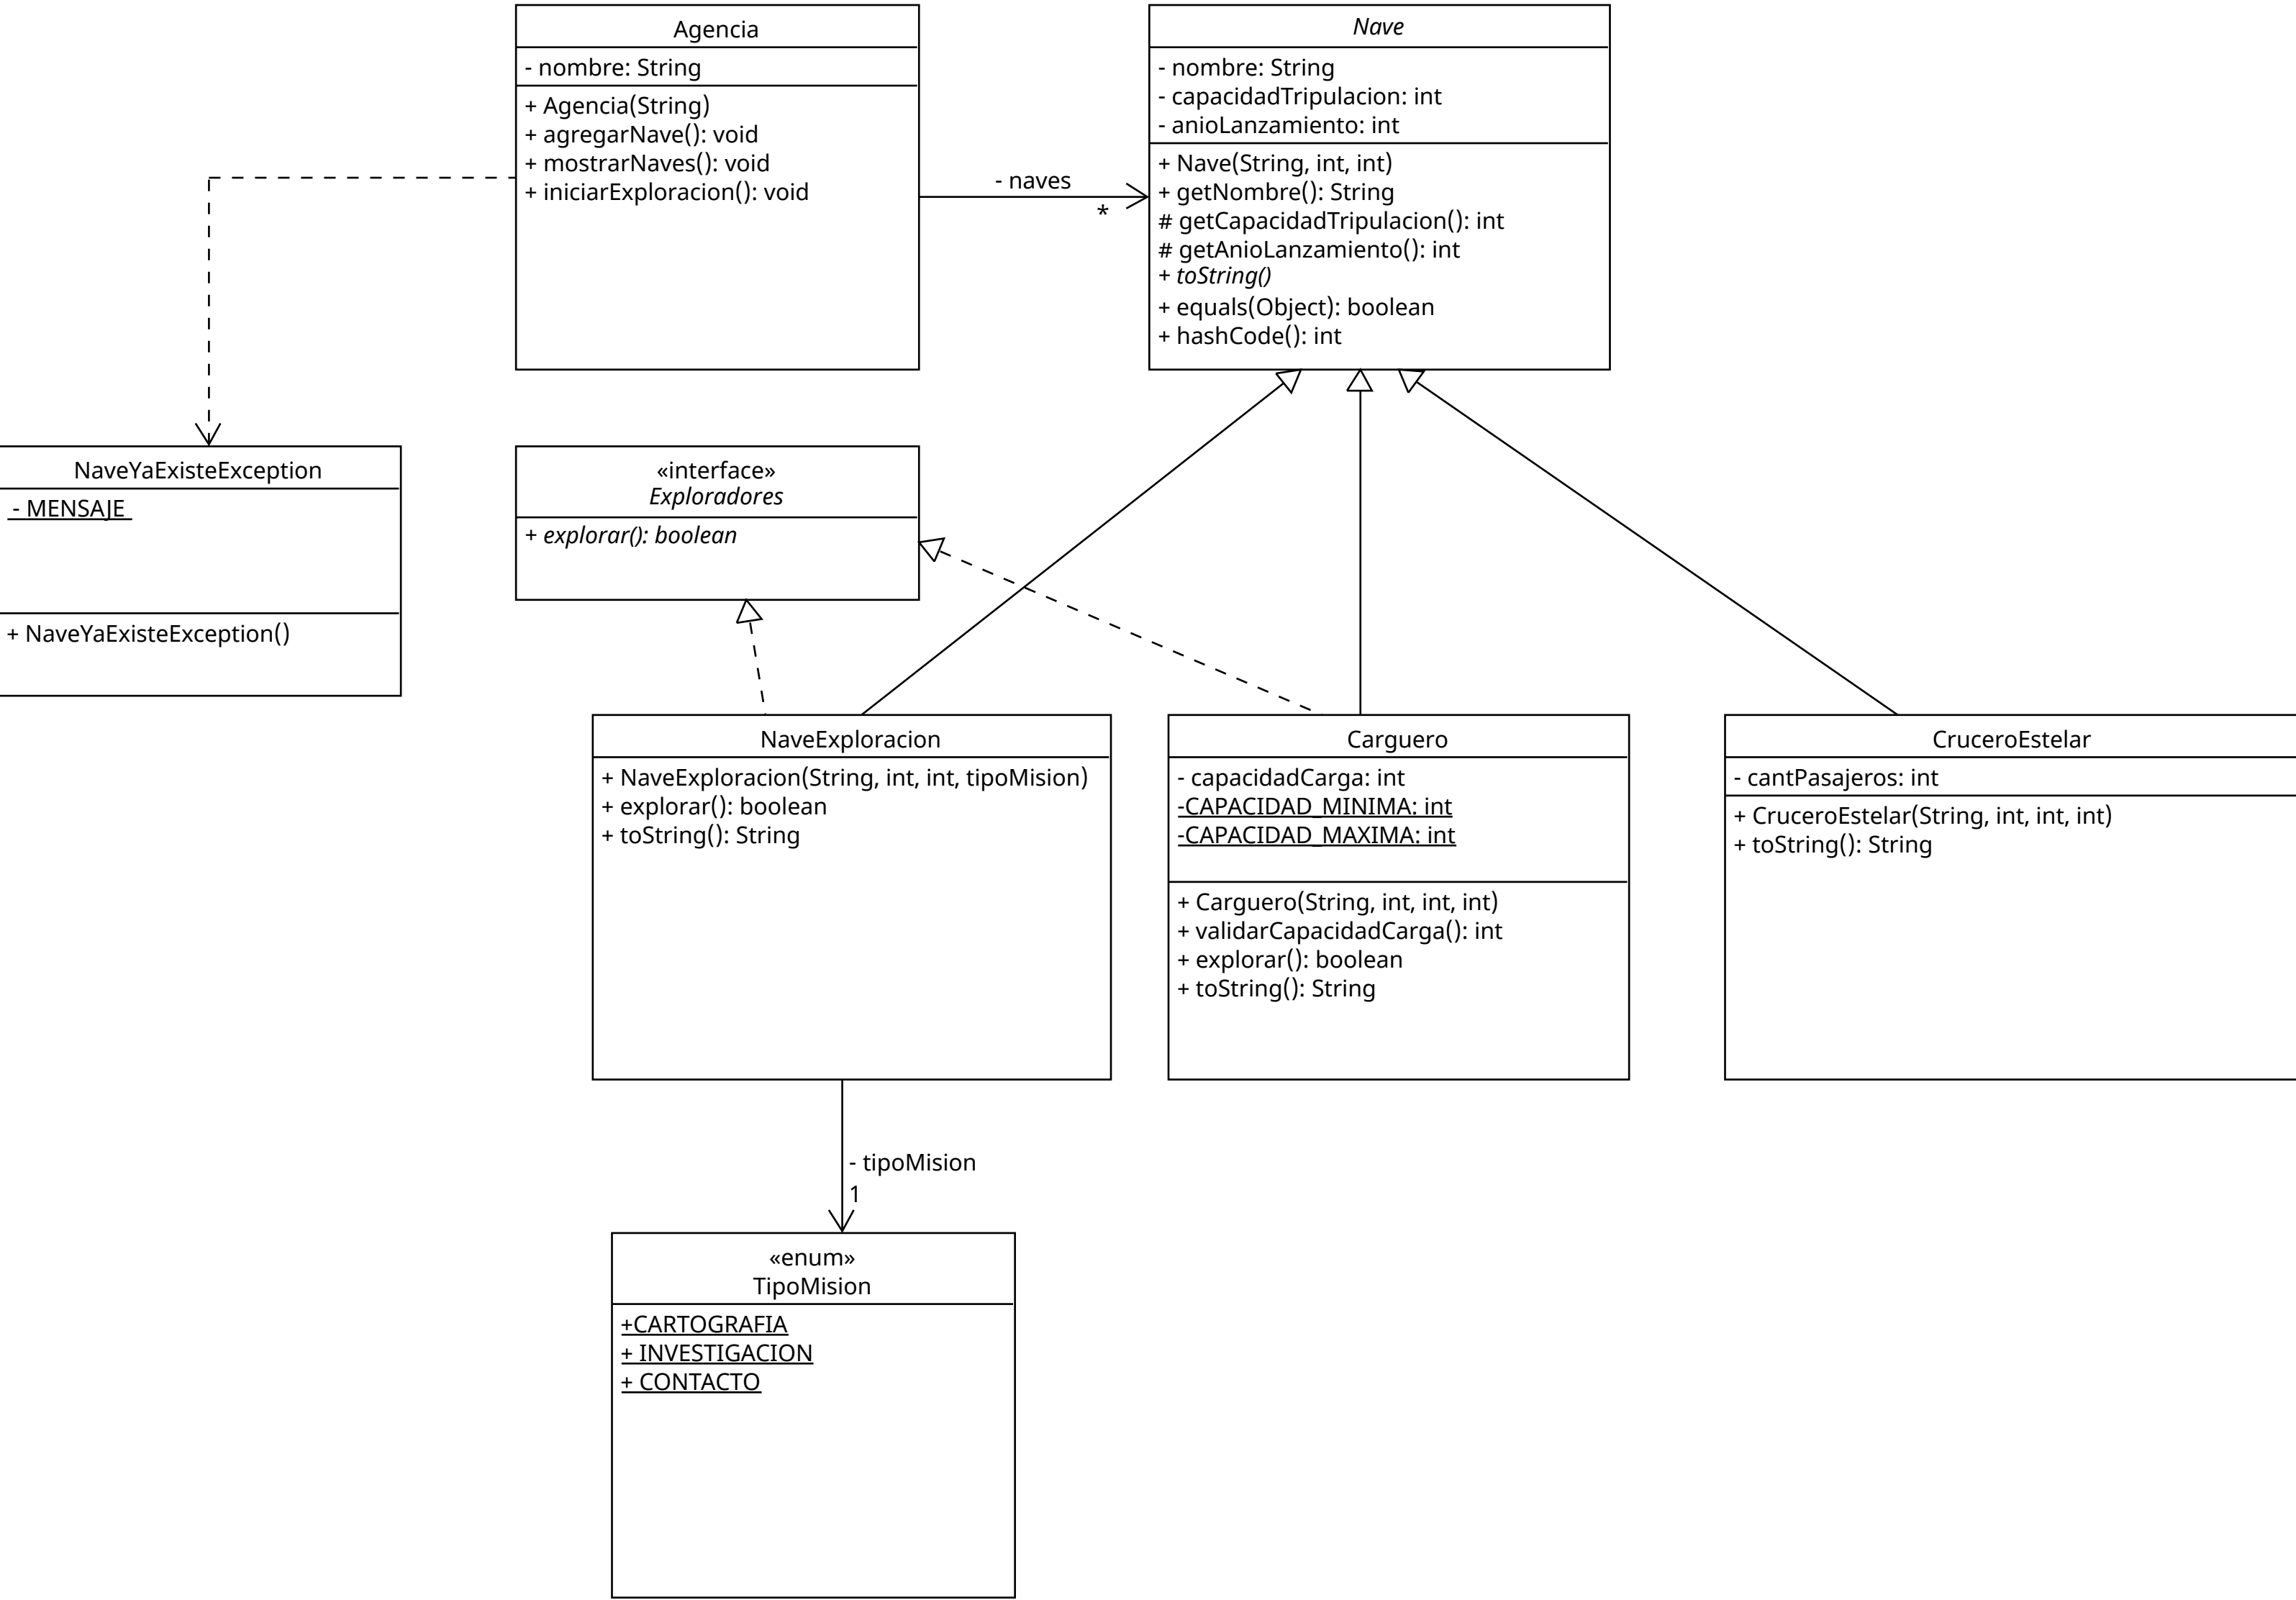 Agencia
- nombre: String
+ Agencia(String)
+ agregarNave(): void
+ mostrarNaves(): void
+ iniciarExploracion(): void
- naves
*
Nave
- nombre: String
- capacidadTripulacion: int
- anioLanzamiento: int
+ Nave(String, int, int)
+ getNombre(): String
# getCapacidadTripulacion(): int
# getAnioLanzamiento(): int
+ toString()
+ equals(Object): boolean
+ hashCode(): int
NaveYaExisteException
- MENSAJE
+ NaveYaExisteException()
«interface»
Exploradores
+ explorar(): boolean
NaveExploracion
+ NaveExploracion(String, int, int, tipoMision)
+ explorar(): boolean
+ toString(): String
Carguero
- capacidadCarga: int
-CAPACIDAD_MINIMA: int
-CAPACIDAD_MAXIMA: int
+ Carguero(String, int, int, int)
+ validarCapacidadCarga(): int
+ explorar(): boolean
+ toString(): String
CruceroEstelar
- cantPasajeros: int
+ CruceroEstelar(String, int, int, int)
+ toString(): String
- tipoMision
1
«enum»
TipoMision
+CARTOGRAFIA
+ INVESTIGACION
+ CONTACTO